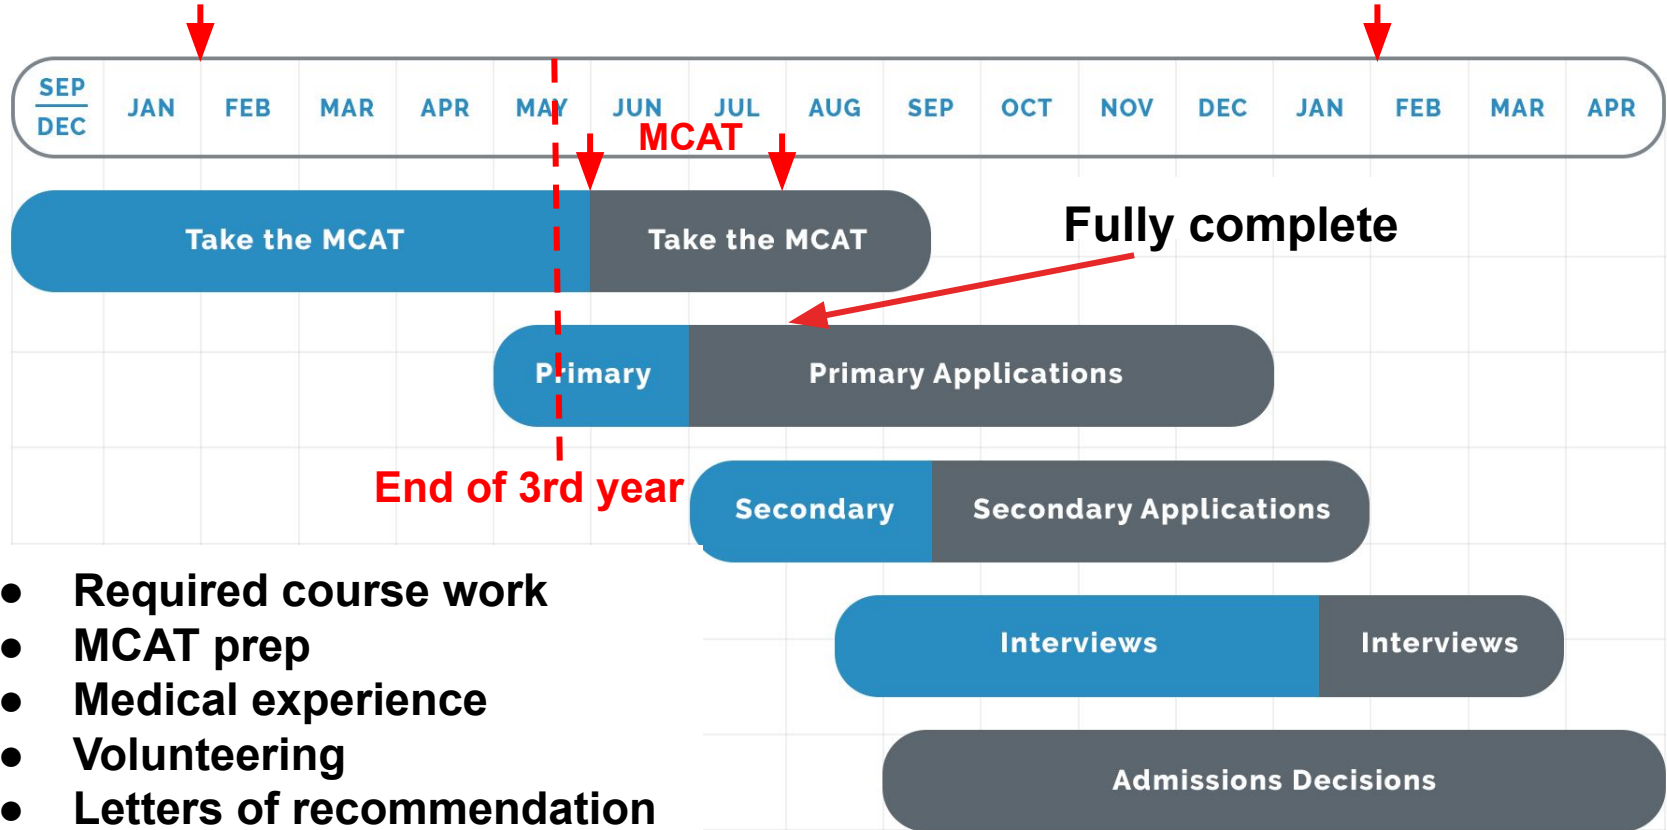 SEP
DEC
JAN FEB MAR APR MAY JUN JUL AUG SEP OCT NOV DEC JAN FEB MAR APR
MCAT
Take the MCAT Take the MCAT
Fully complete
Primary Primary Applications
End of 3rd year
Secondary Secondary Applications
● Required course work
● MCAT prep
● Medical experience
● Volunteering
● Letters of recommendation
Interviews Interviews
Admissions Decisions